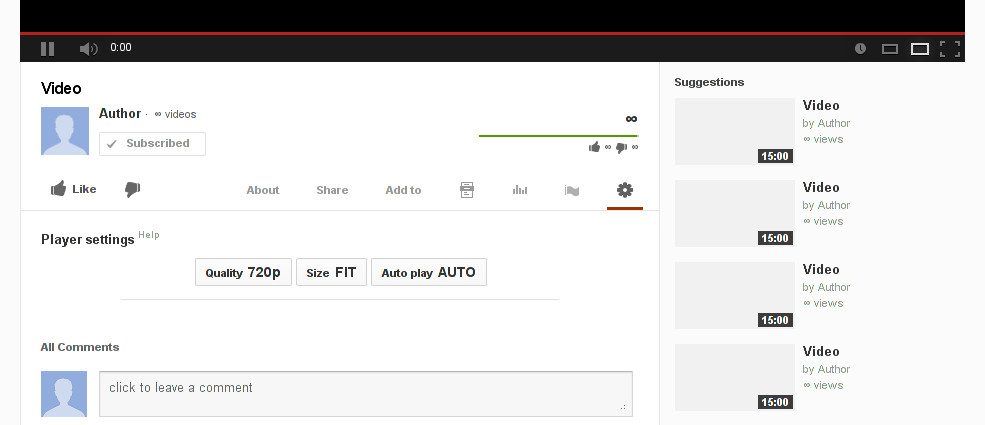 0:00
Video
Author · ∞ videos
Subscribed
∞
∞ ∞
Like
About Share Add to
Player settings Help
Quality 720p Size FIT Auto play AUTO
All Comments
click to leave a comment
Suggestions
Video
by Author
∞ views
15:00
Video
by Author
∞ views
15:00
Video
by Author
∞ views
15:00
Video
by Author
∞ views
15:00